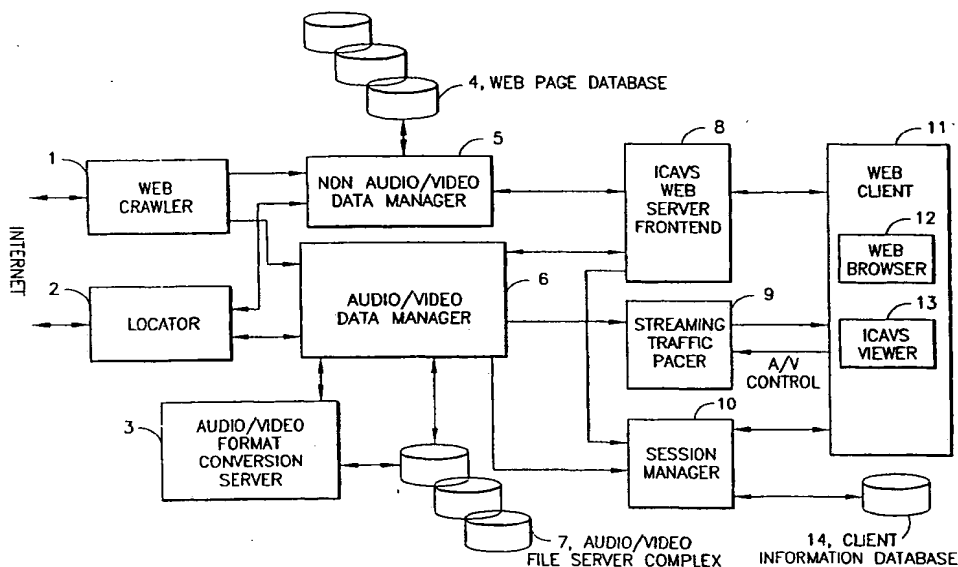 4, WEB PAGE DATABASE
1
WEB
CRAWLER
5
NON AUDIO/VIDEO
DATA MANAGER
8
ICAVS
WEB
SERVER
FRONTEND
11
WEB
CLIENT
12
WEB
BROWSER
13
ICAVS
VIEWER
INTERNET
2
LOCATOR
6
AUDIO/VIDEO
DATA MANAGER
9
STREAMING
TRAFFIC
PACER
A/V
CONTROL
3
AUDIO/VIDEO
FORMAT
CONVERSION
SERVER
10
SESSION
MANAGER
7, AUDIO/VIDEO
FILE SERVER COMPLEX
14, CLIENT
INFORMATION DATABASE